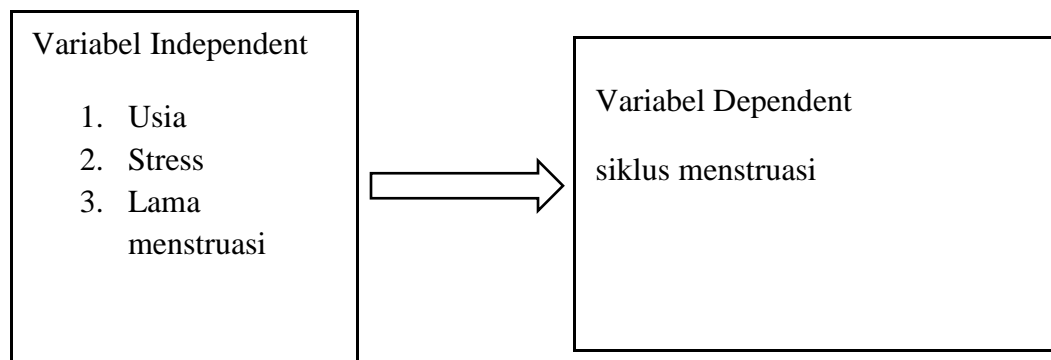 Variabel Independent
1. Usia
2. Stress
3. Lama
menstruasi
Variabel Dependent
siklus menstruasi